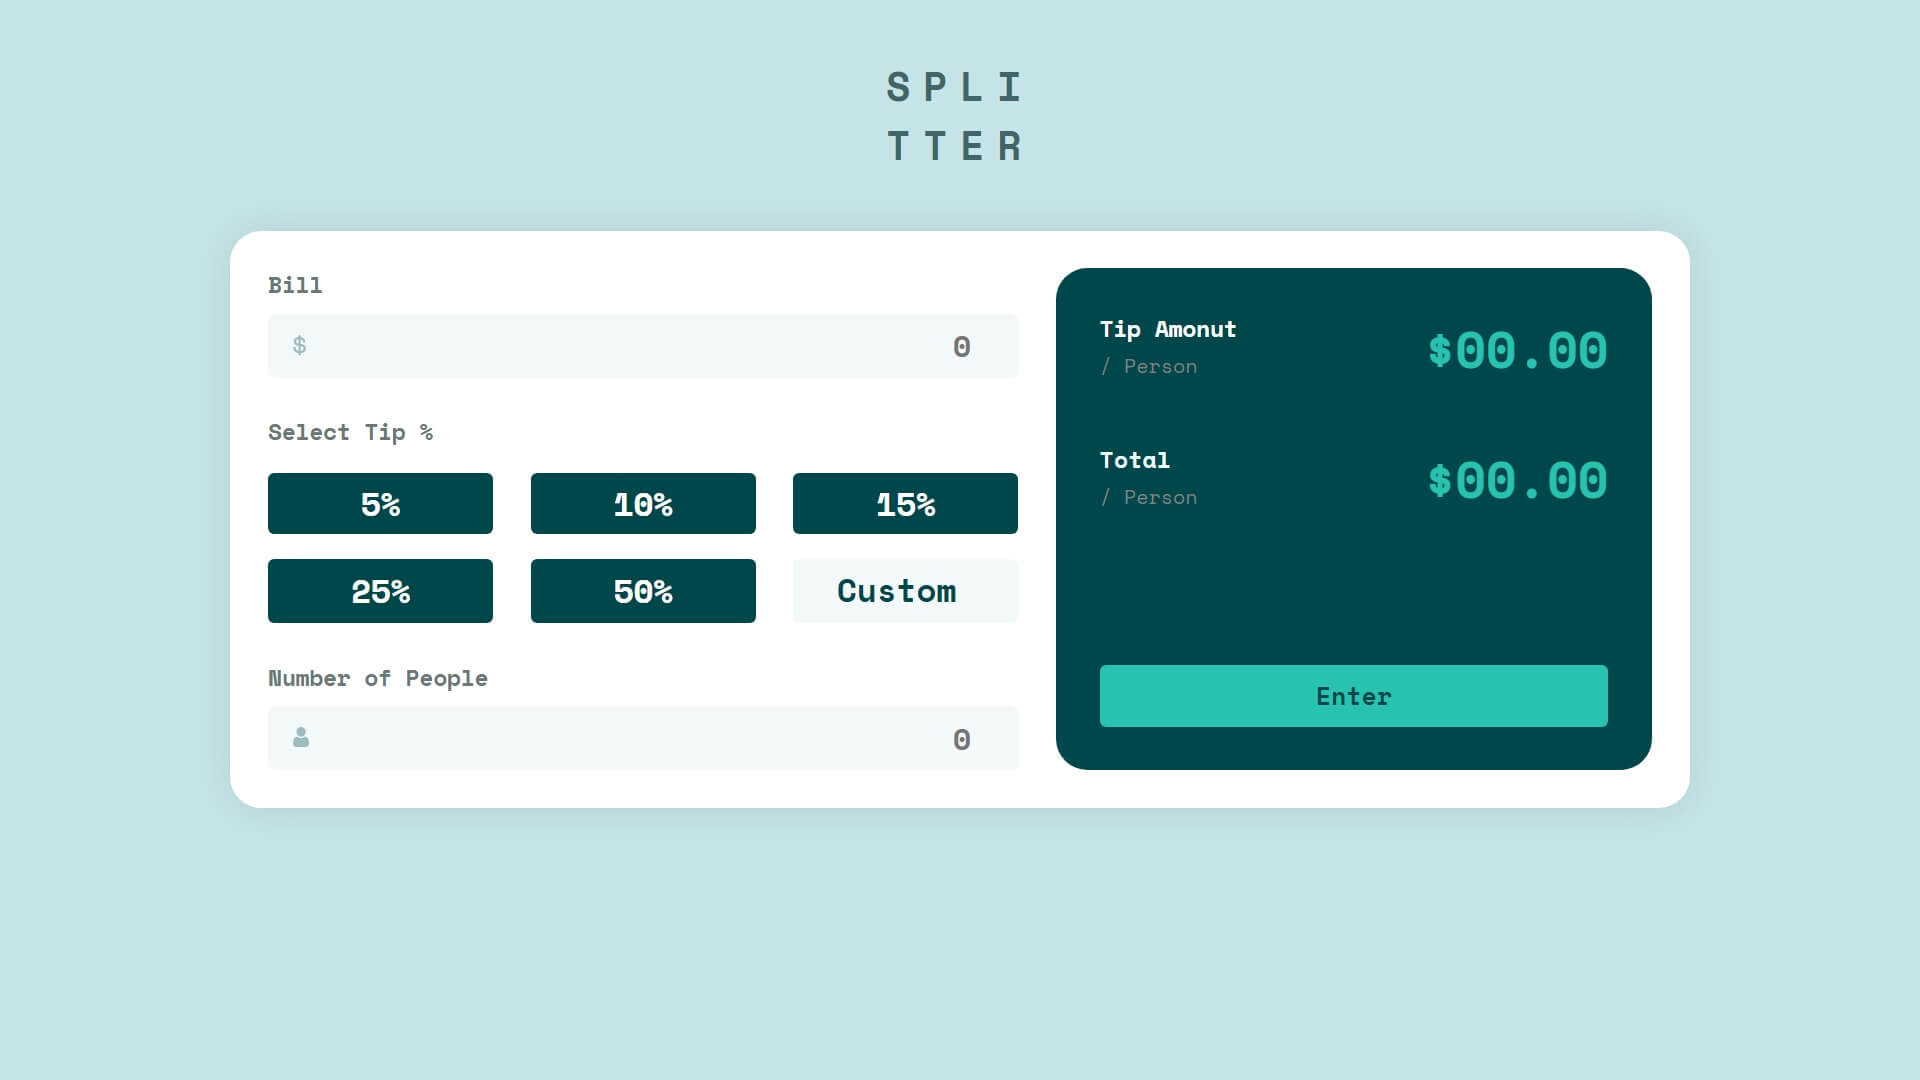 SPLI
TTER
Bill
$ 0
Select Tip %
5% 10% 15%
25% 50% Custom
Number of People
0
Tip Amonut
/ Person
$00.00
Total
/ Person
$00.00
Enter